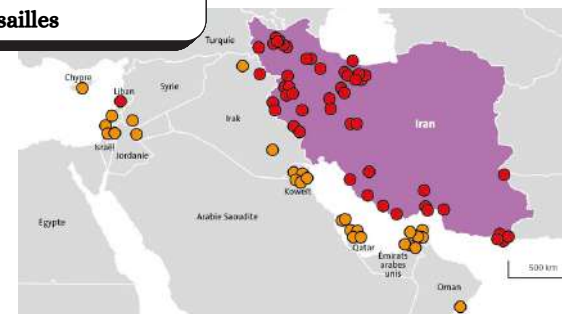 sailles
Turquie
Chypre
Liban
Syrie
Irak
Iran
Israël
Jordanie
Koweït
Egypte
Arabie Saoudite
Qatar
Émirats
arabes
unis
500 km
Oman